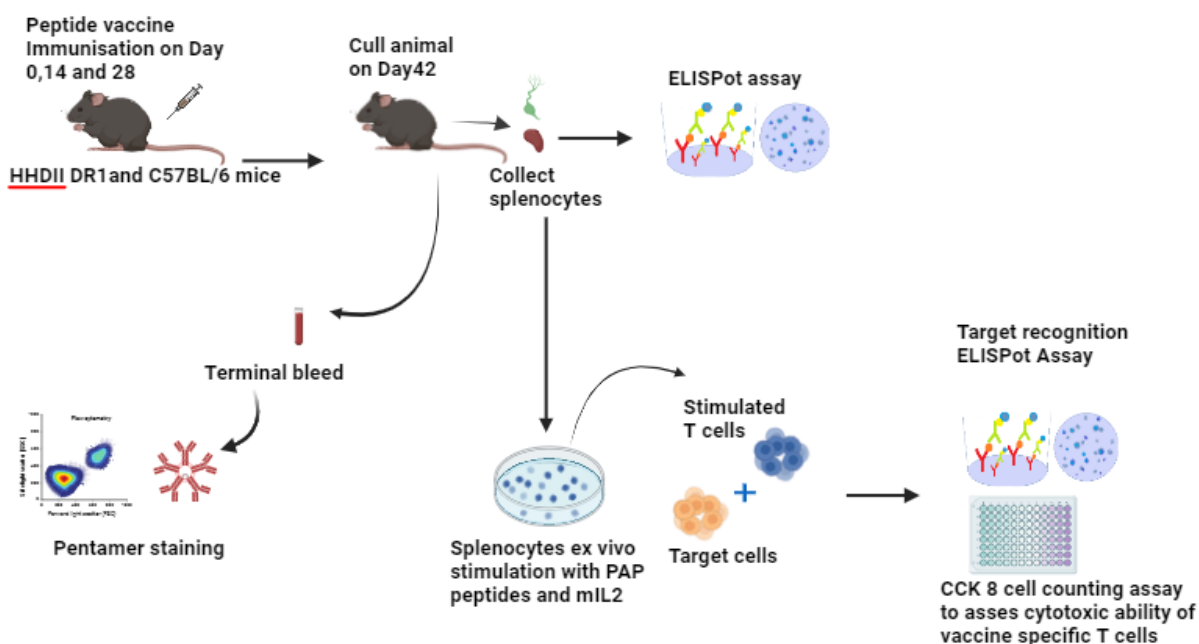 Peptide vaccine
Immunisation on Day
0,14 and 28
HHDII DR1and C57BL/6 mice
Cull animal
on Day42
Collect
splenocytes
ELISPot assay
Terminal bleed
Pentamer staining
Splenocytes ex vivo
stimulation with PAP
peptides and mIL2
Stimulated
T cells
Target cells
Target recognition
ELISPot Assay
CCK 8 cell counting assay
to asses cytotoxic ability of
vaccine specific T cells